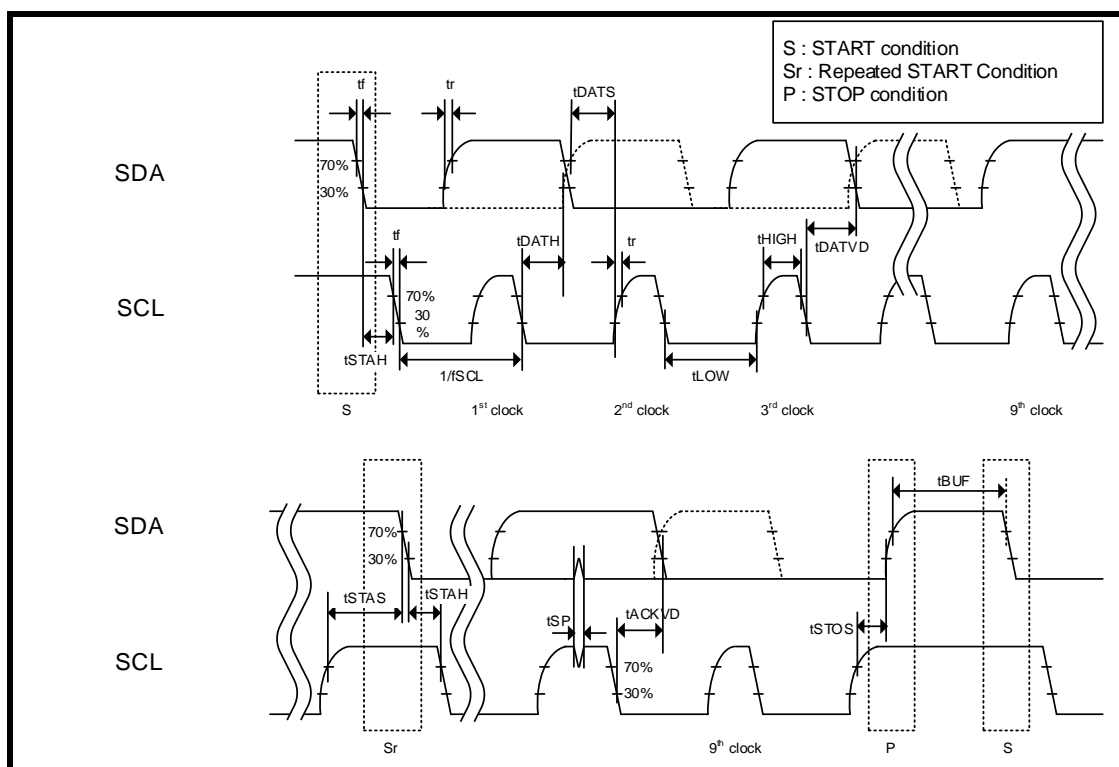 S : START condition
Sr : Repeated START Condition
P : STOP condition
tf
tr
tDATS
SDA
70%
30%
tf
tDATH
tr
tHIGH
tDATVD
SCL
70%
30
%
tSTAH
1/fSCL
tLOW
S
1st clock
2nd clock
3rd clock
9th clock
tBUF
SDA
70%
30%
tSTAS
tSTAH
tSP
tACKVD
tSTOS
SCL
70%
30%
Sr
9th clock
P
S